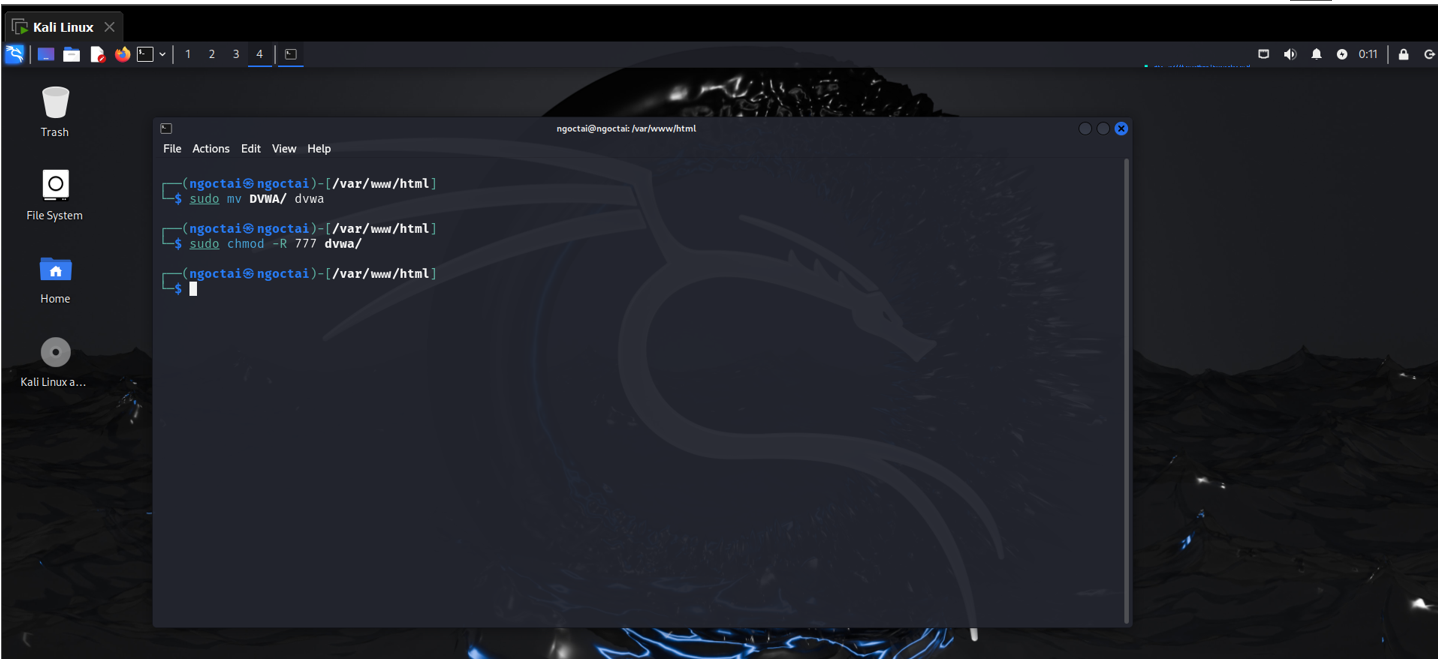 Kali Linux
1 2 3 4
0:11
Trash
File System
Home
Kali Linux a...
ngoctai@ngoctai: /var/www/html
File Actions Edit View Help
┌──(ngoctai㉿ngoctai)-[/var/www/html]
└─$ sudo mv DVWA/ dvwa
┌──(ngoctai㉿ngoctai)-[/var/www/html]
└─$ sudo chmod -R 777 dvwa/
┌──(ngoctai㉿ngoctai)-[/var/www/html]
└─$